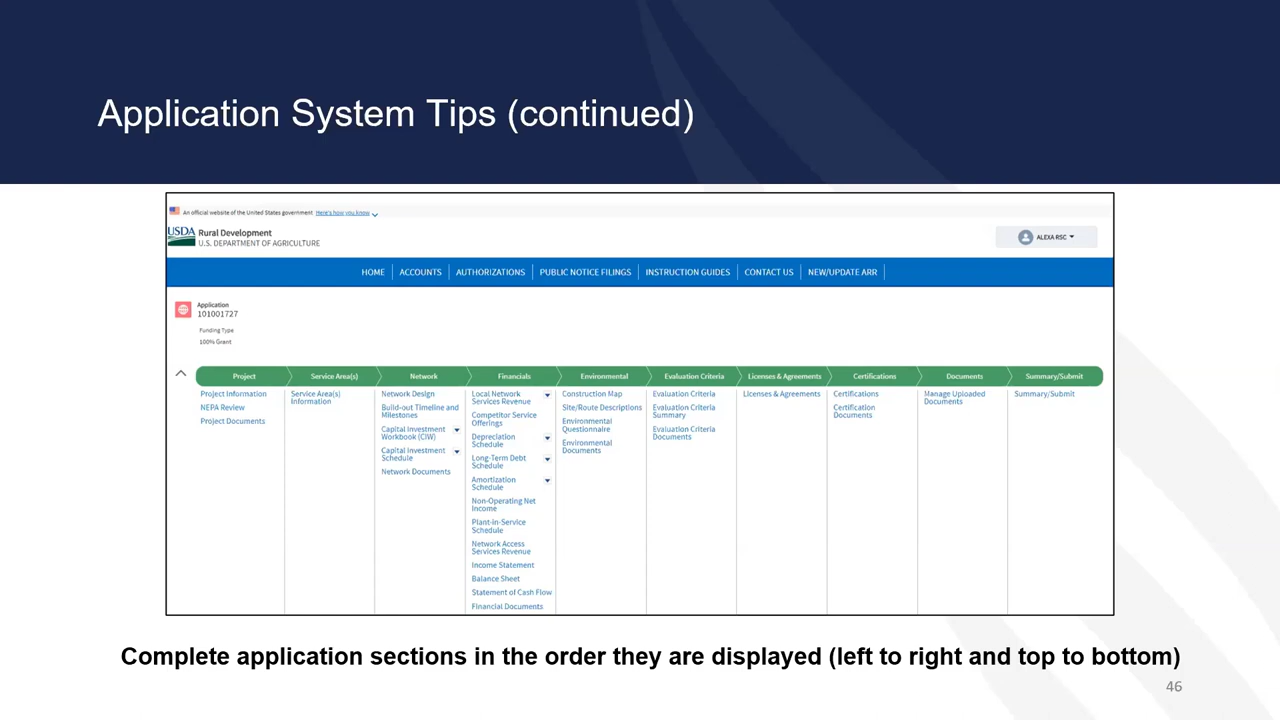 Application System Tips (continued)
An official website of the United States government Here's how you know
USDA
Rural Development
U.S. DEPARTMENT OF AGRICULTURE
ALEXA RSC
HOME
ACCOUNTS
AUTHORIZATIONS
PUBLIC NOTICE FILINGS
INSTRUCTION GUIDES
CONTACT US
NEW/UPDATE ARR
Application
101001727
Funding Type
100% Grant
Project
Project Information
NEPA Review
Project Documents
Service Area(s)
Service Area(s)
Information
Network
Network Design
Build-out Timeline and
Milestones
Capital Investment
Workbook (CIW)
Capital Investment
Schedule
Network Documents
Financials
Local Network
Services Revenue
Competitor Service
Offerings
Depreciation
Schedule
Long-Term Debt
Schedule
Amortization
Schedule
Non-Operating Net
Income
Plant-in-Service
Schedule
Network Access
Services Revenue
Income Statement
Balance Sheet
Statement of Cash Flow
Financial Documents
Environmental
Construction Map
Site/Route Descriptions
Environmental
Questionnaire
Environmental
Documents
Evaluation Criteria
Evaluation Criteria
Evaluation Criteria
Summary
Evaluation Criteria
Documents
Licenses & Agreements
Licenses & Agreements
Certifications
Certifications
Certification
Documents
Documents
Manage Uploaded
Documents
Summary/Submit
Summary/Submit
Complete application sections in the order they are displayed (left to right and top to bottom)
46